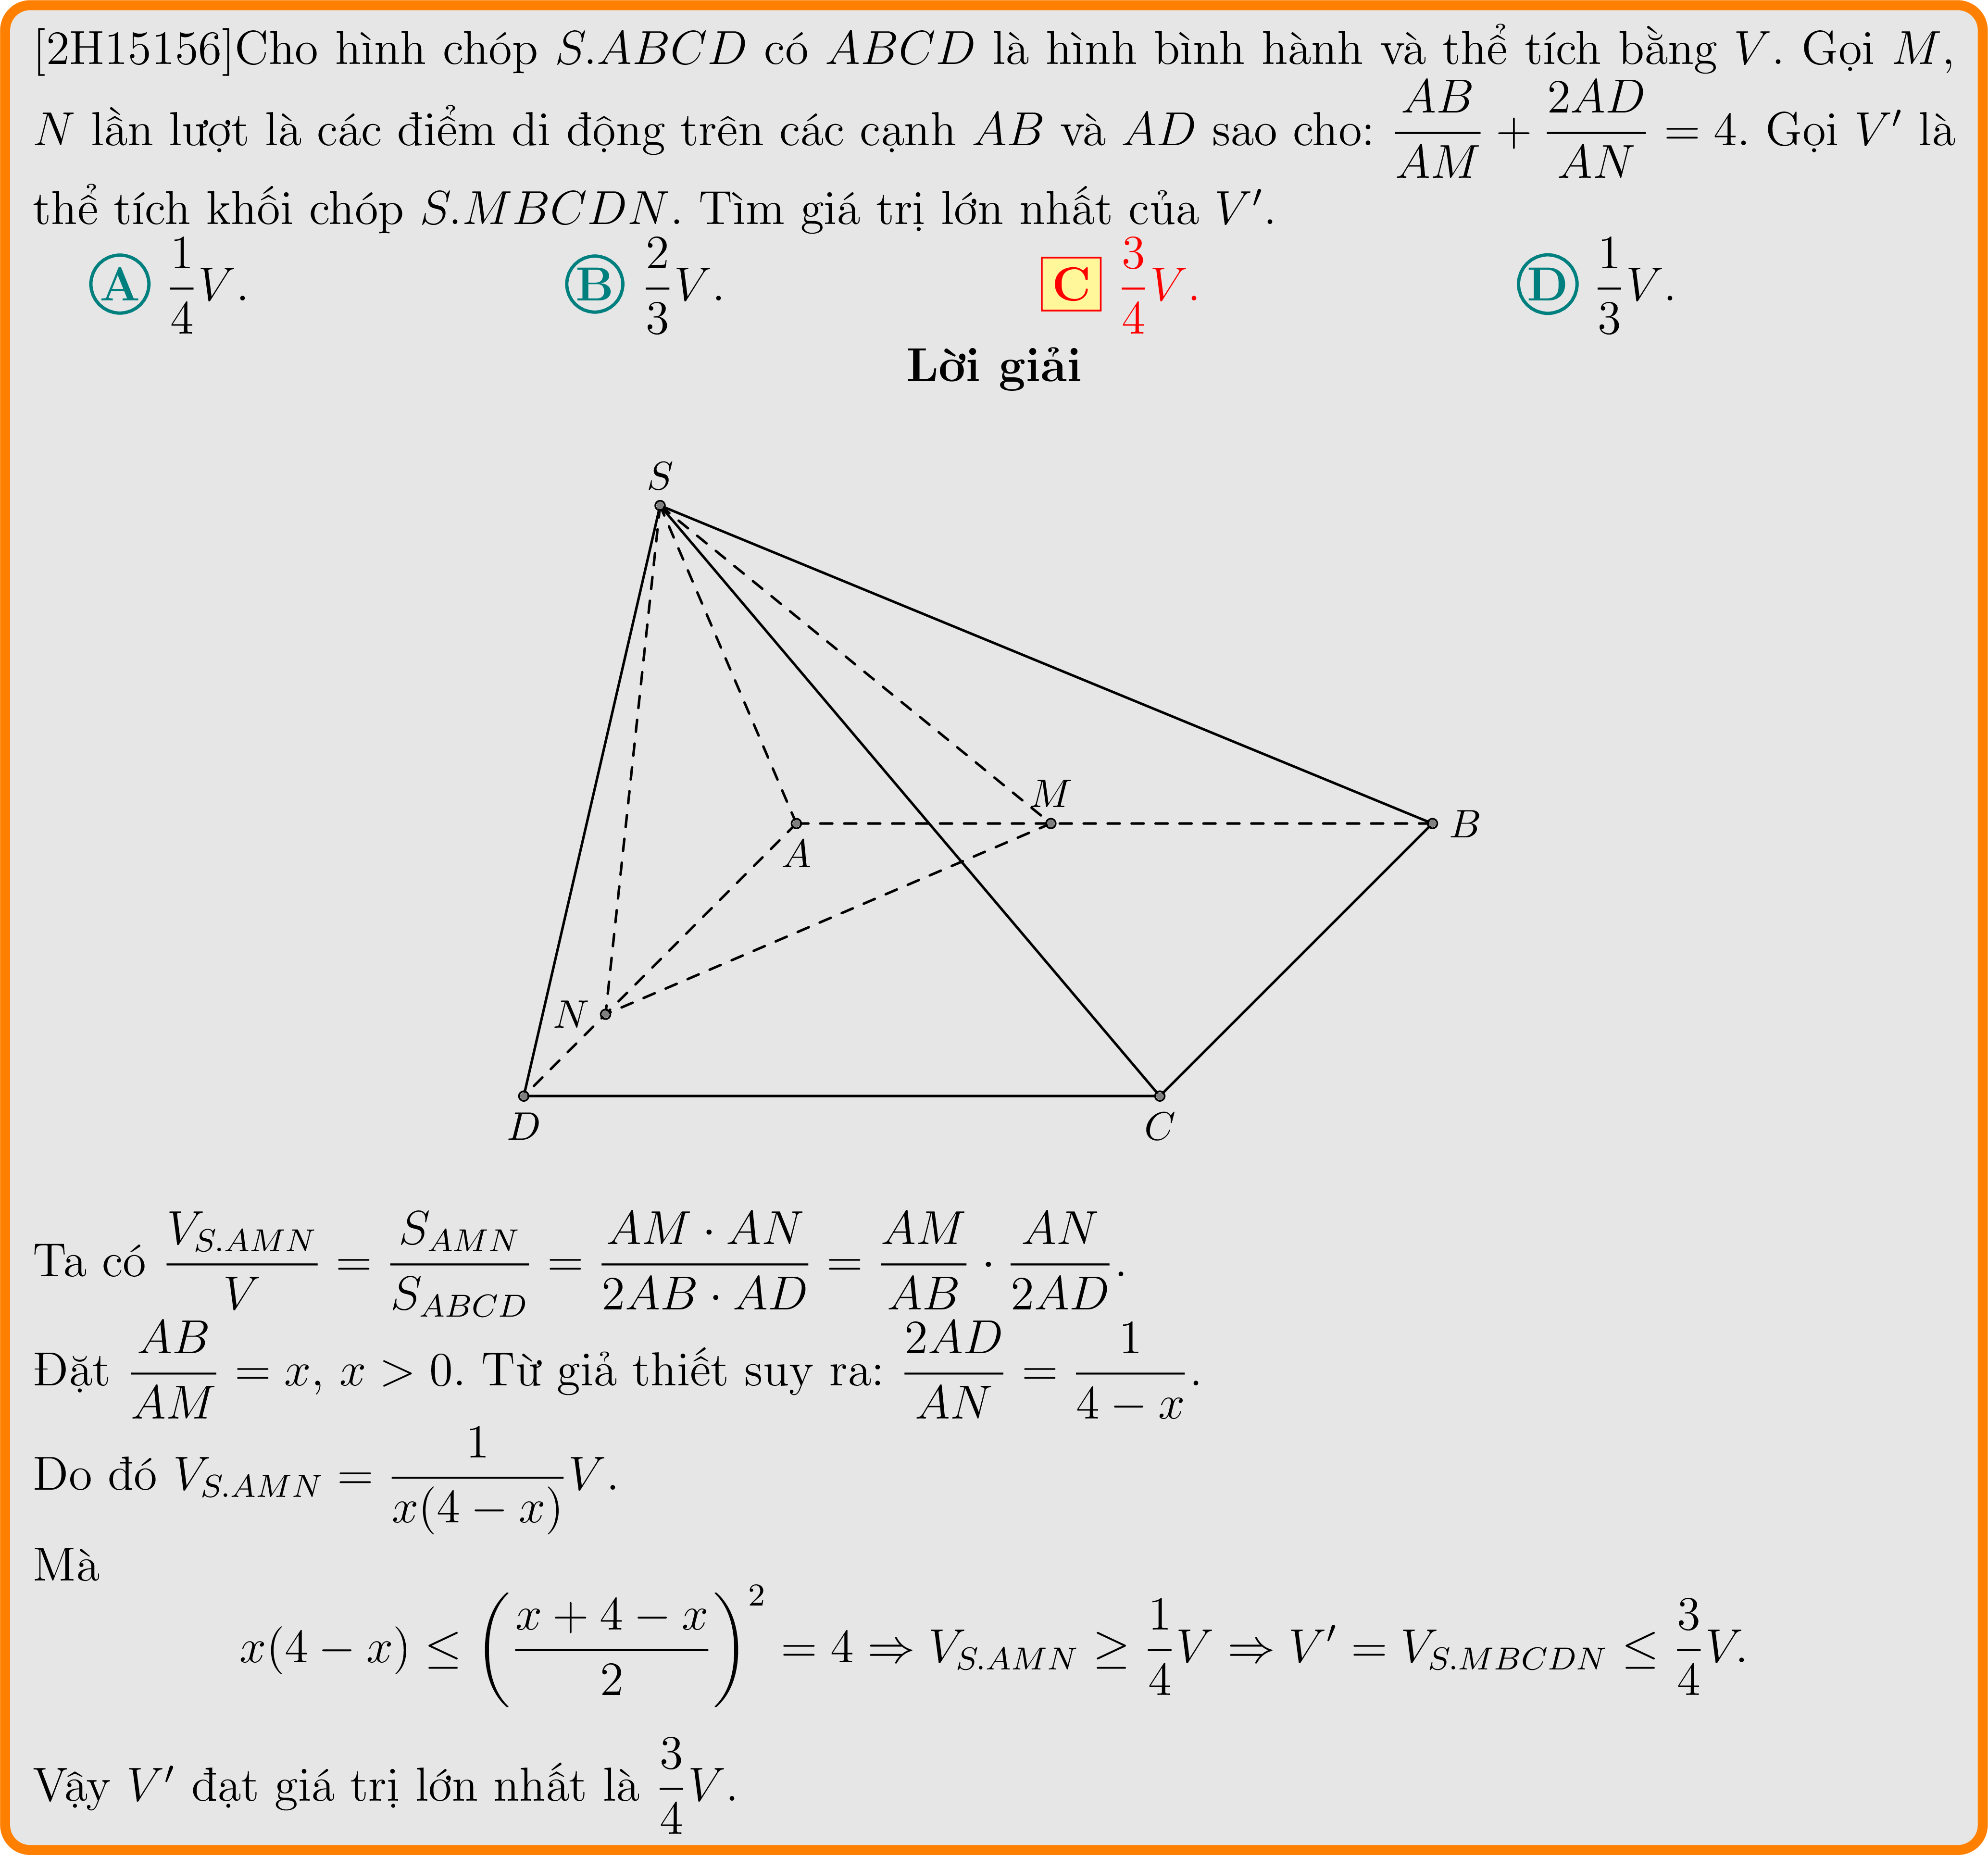 [2H15156]Cho hình chóp $S.ABCD$ có $ABCD$ là hình bình hành và thể tích bằng $V$. Gọi $M$,
$N$ lần lượt là các điểm di động trên các cạnh $AB$ và $AD$ sao cho: $\frac{AB}{AM} + \frac{2AD}{AN} = 4$. Gọi $V'$ là
thể tích khối chóp $S.MBCDN$. Tìm giá trị lớn nhất của $V'$.
A $\frac{1}{4}V$. B $\frac{2}{3}V$. C $\frac{3}{4}V$. D $\frac{1}{3}V$.
Lời giải
S
M
B
A
N
D
C
Ta có $\frac{V_{S.AMN}}{V} = \frac{S_{AMN}}{S_{ABCD}} = \frac{AM \cdot AN}{2AB \cdot AD} = \frac{AM}{AB} \cdot \frac{AN}{2AD}$.
Đặt $\frac{AB}{AM} = x$, $x > 0$. Từ giả thiết suy ra: $\frac{2AD}{AN} = \frac{1}{4 - x}$.
Do đó $V_{S.AMN} = \frac{1}{x(4 - x)}V$.
Mà
$x(4 - x) \leq \left(\frac{x + 4 - x}{2}\right)^2 = 4 \Rightarrow V_{S.AMN} \geq \frac{1}{4}V \Rightarrow V' = V_{S.MBCDN} \leq \frac{3}{4}V.$
Vậy $V'$ đạt giá trị lớn nhất là $\frac{3}{4}V$.